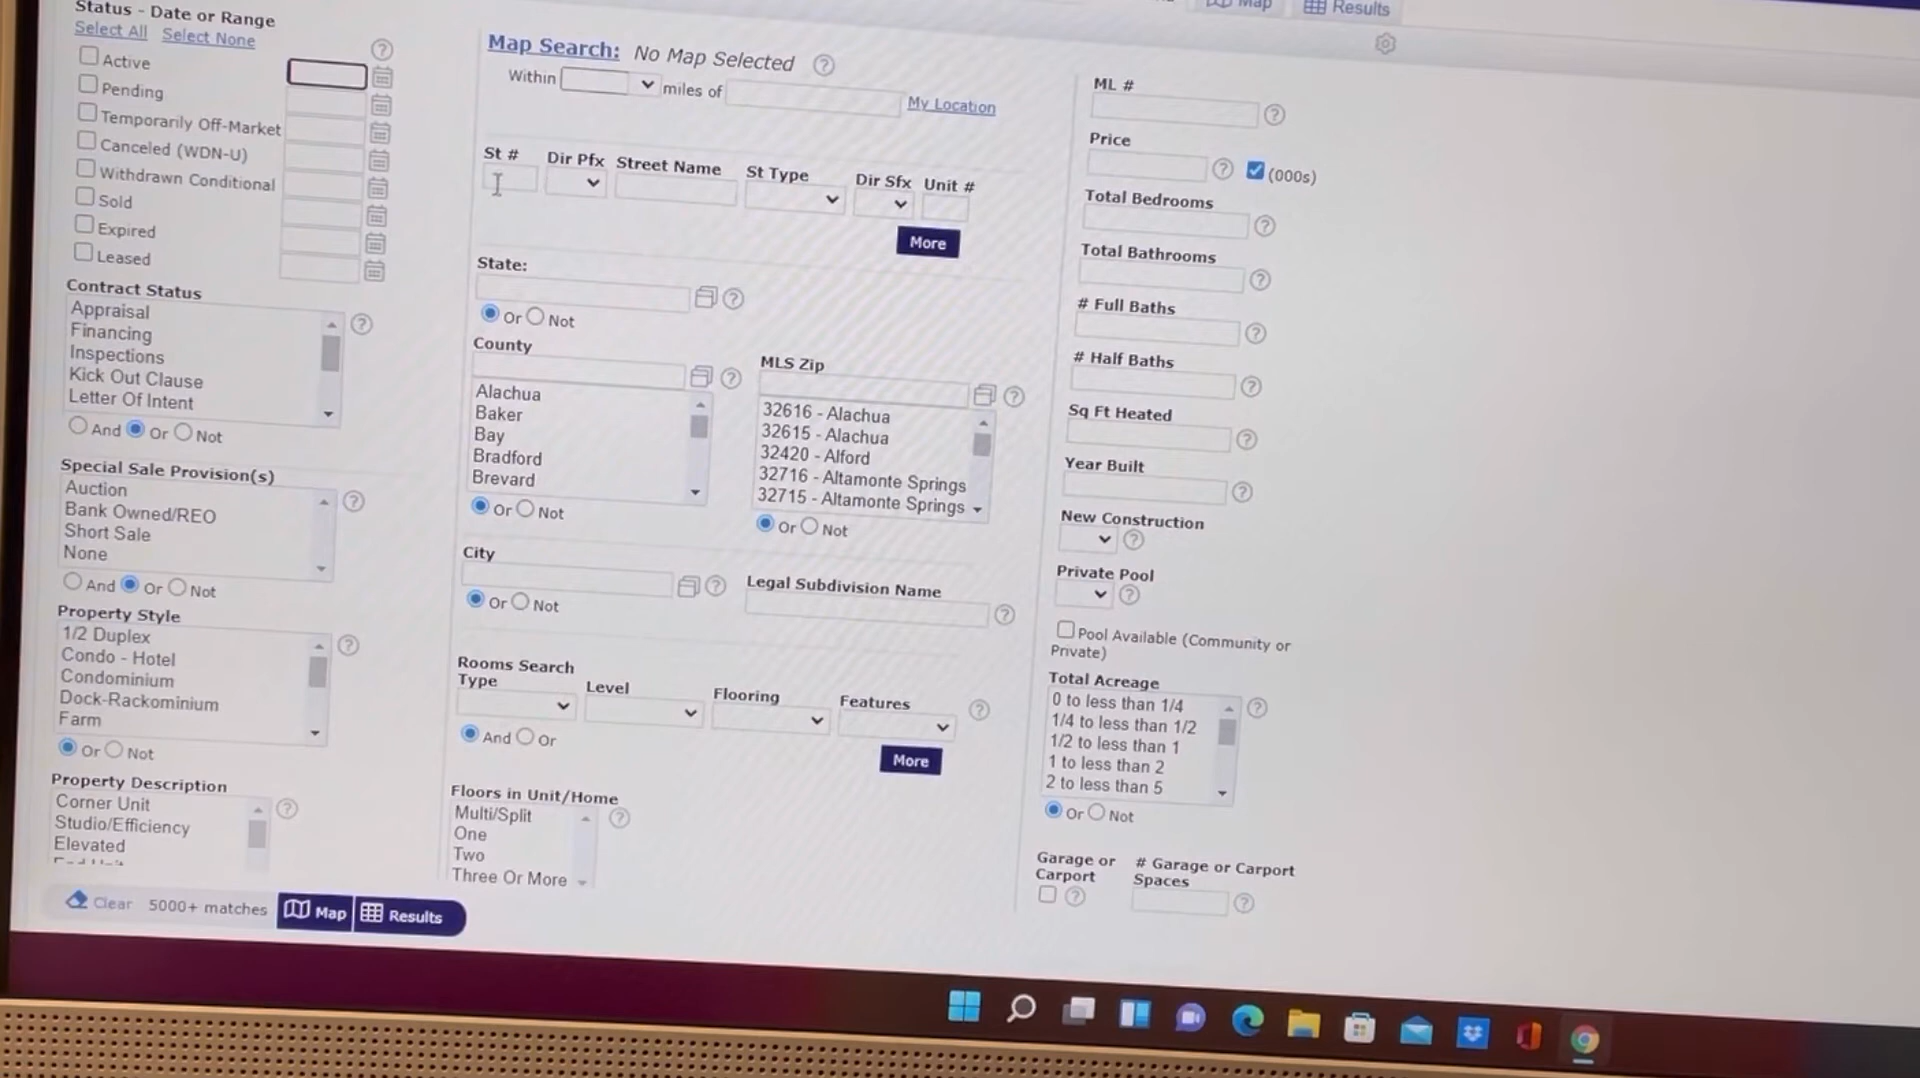 Map
Results
Status - Date or Range
Select All Select None
Active
Pending
Temporarily Off-Market
Canceled (WDN-U)
Withdrawn Conditional
Sold
Expired
Leased
Contract Status
Appraisal
Financing
Inspections
Kick Out Clause
Letter Of Intent
And Or Not
Special Sale Provision(s)
Auction
Bank Owned/REO
Short Sale
None
And Or Not
Property Style
1/2 Duplex
Condo - Hotel
Condominium
Dock-Rackominium
Farm
Or Not
Property Description
Corner Unit
Studio/Efficiency
Elevated
Clear 5000+ matches Map Results
Map Search: No Map Selected
Within miles of My Location
St # Dir Pfx Street Name St Type Dir Sfx Unit #
More
State:
Or Not
County
Alachua
Baker
Bay
Bradford
Brevard
Or Not
MLS Zip
32616 - Alachua
32615 - Alachua
32420 - Alford
32716 - Altamonte Springs
32715 - Altamonte Springs
Or Not
City
Or Not
Legal Subdivision Name
Rooms Search
Type Level Flooring Features
And Or
More
Floors in Unit/Home
Multi/Split
One
Two
Three Or More
ML #
Price
(000s)
Total Bedrooms
Total Bathrooms
# Full Baths
# Half Baths
Sq Ft Heated
Year Built
New Construction
Private Pool
Pool Available (Community or
Private)
Total Acreage
0 to less than 1/4
1/4 to less than 1/2
1/2 to less than 1
1 to less than 2
2 to less than 5
Or Not
Garage or
Carport
# Garage or Carport
Spaces